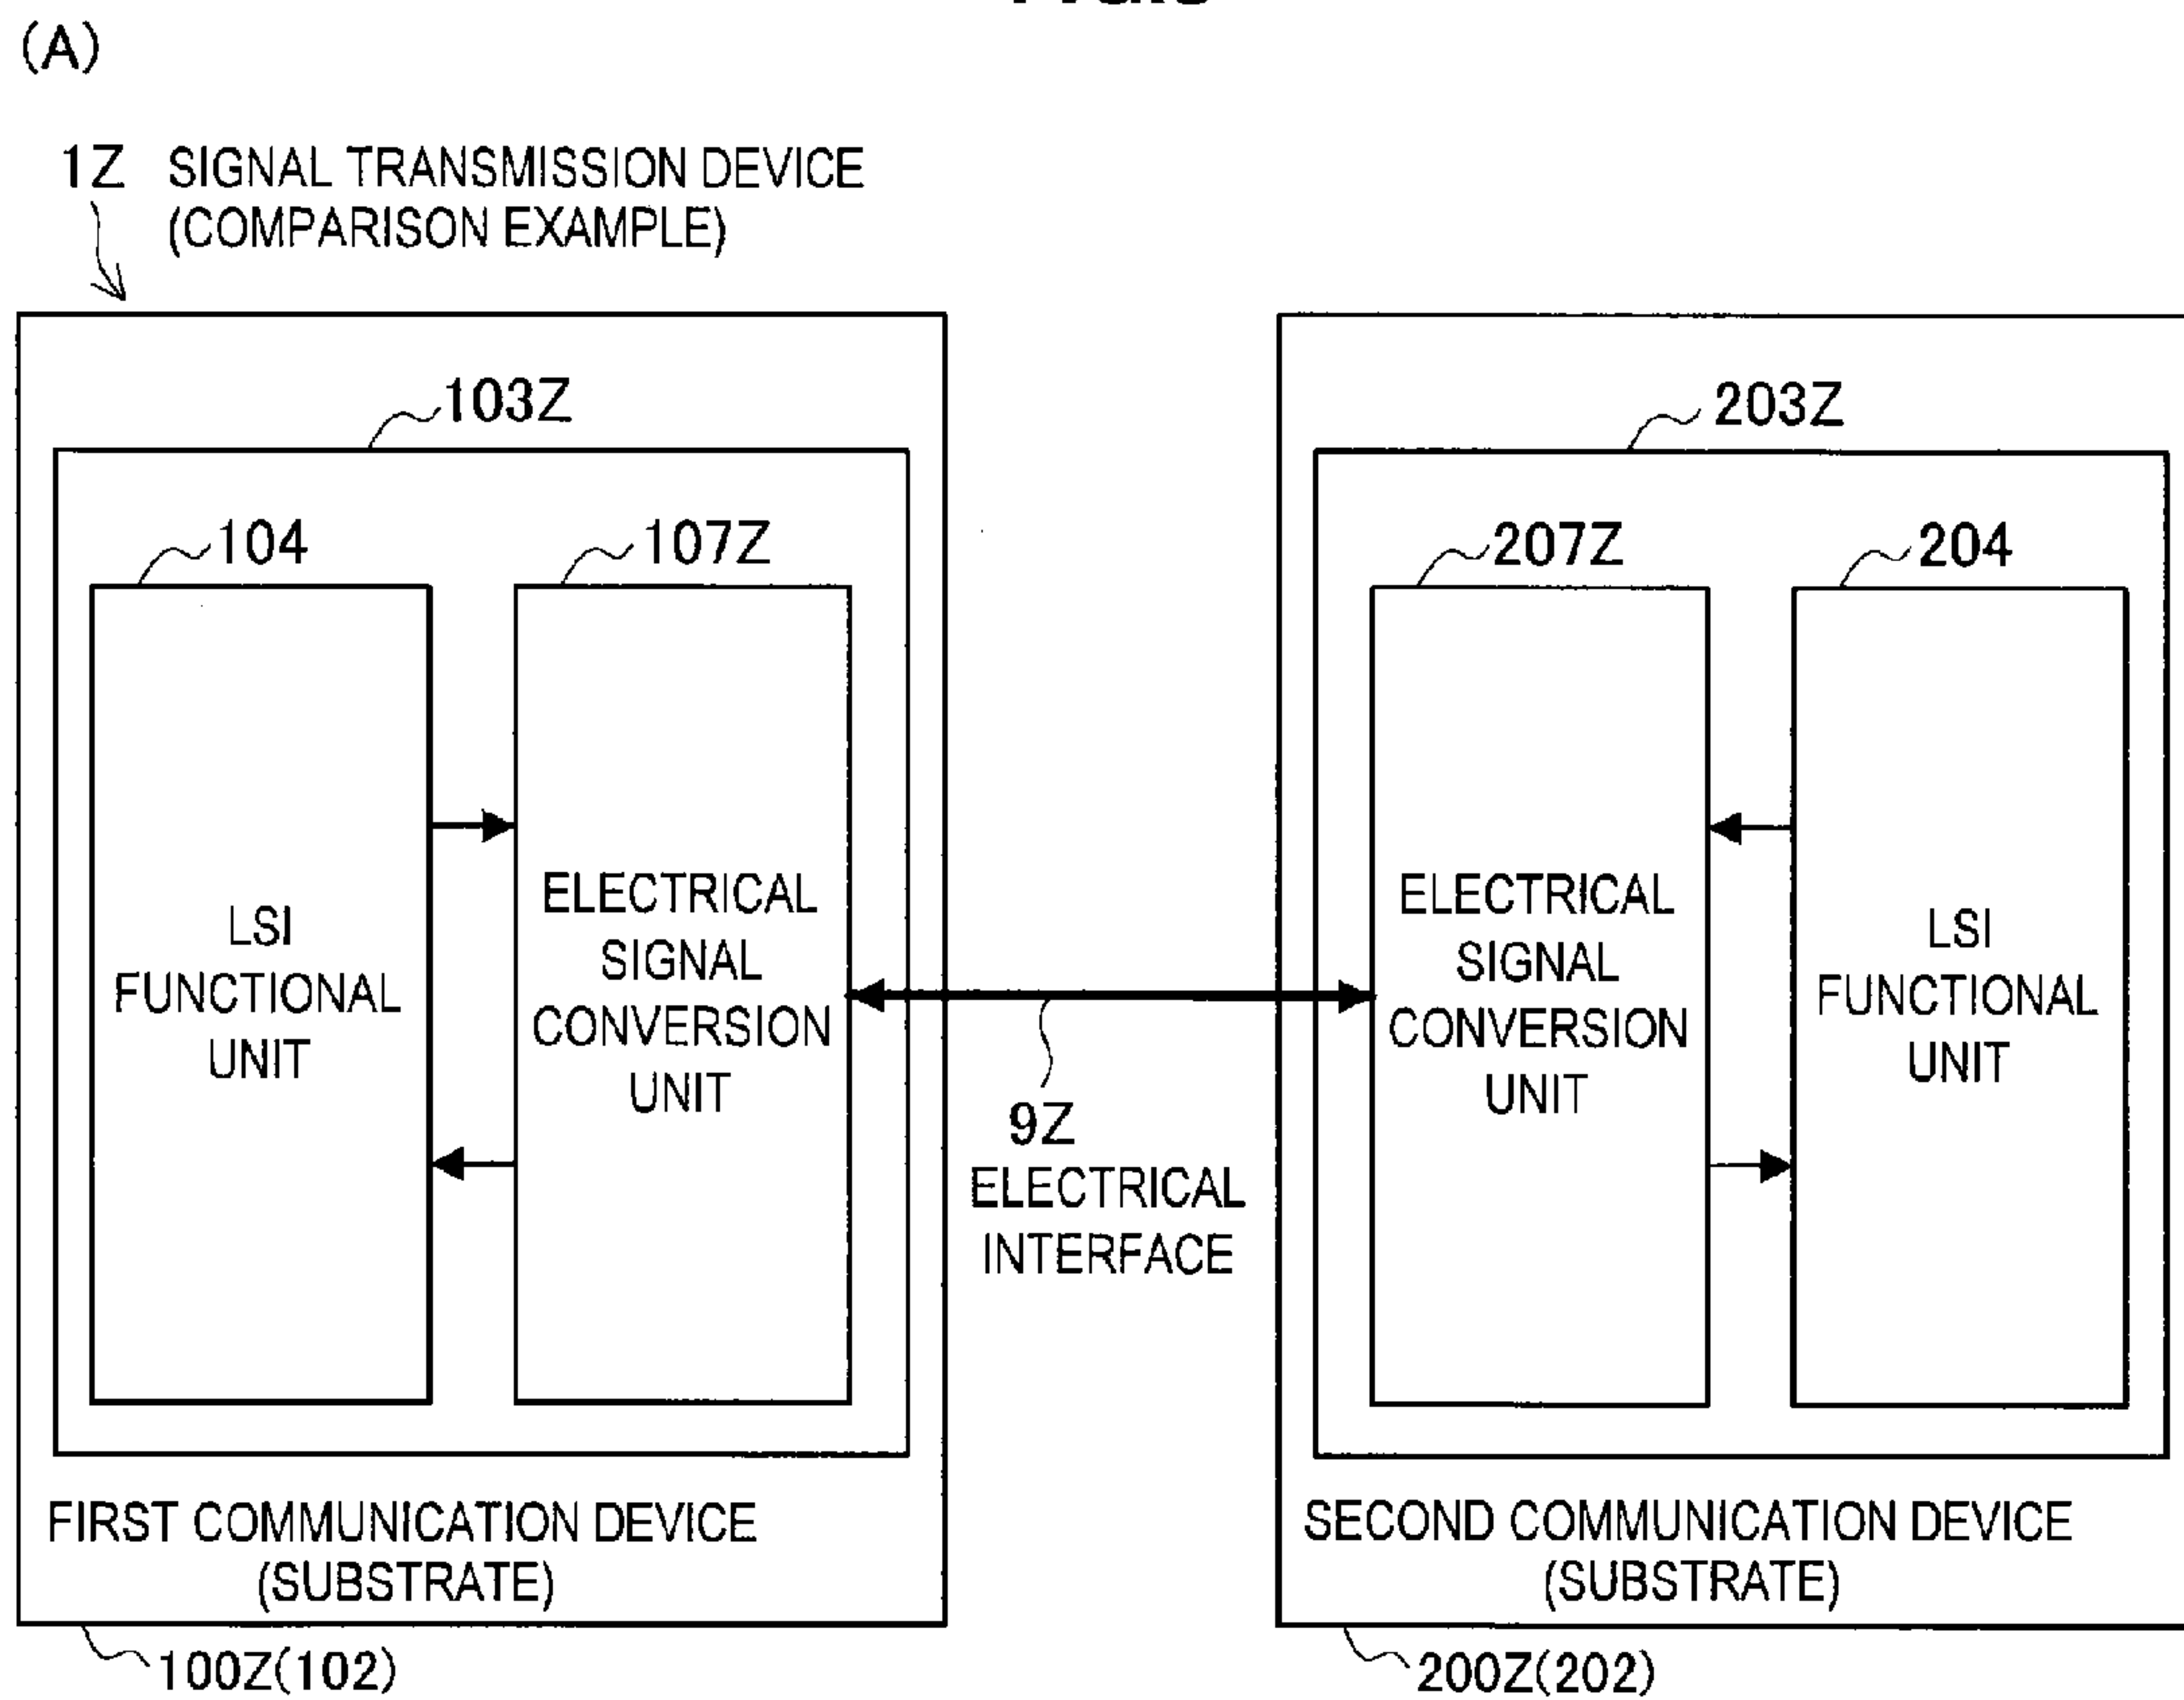 (A)
1Z SIGNAL TRANSMISSION DEVICE
(COMPARISON EXAMPLE)
103Z
203Z
104
107Z
207Z
204
LSI
FUNCTIONAL
UNIT
ELECTRICAL
SIGNAL
CONVERSION
UNIT
ELECTRICAL
SIGNAL
CONVERSION
UNIT
LSI
FUNCTIONAL
UNIT
9Z
ELECTRICAL
INTERFACE
FIRST COMMUNICATION DEVICE
(SUBSTRATE)
SECOND COMMUNICATION DEVICE
(SUBSTRATE)
100Z(102)
200Z(202)